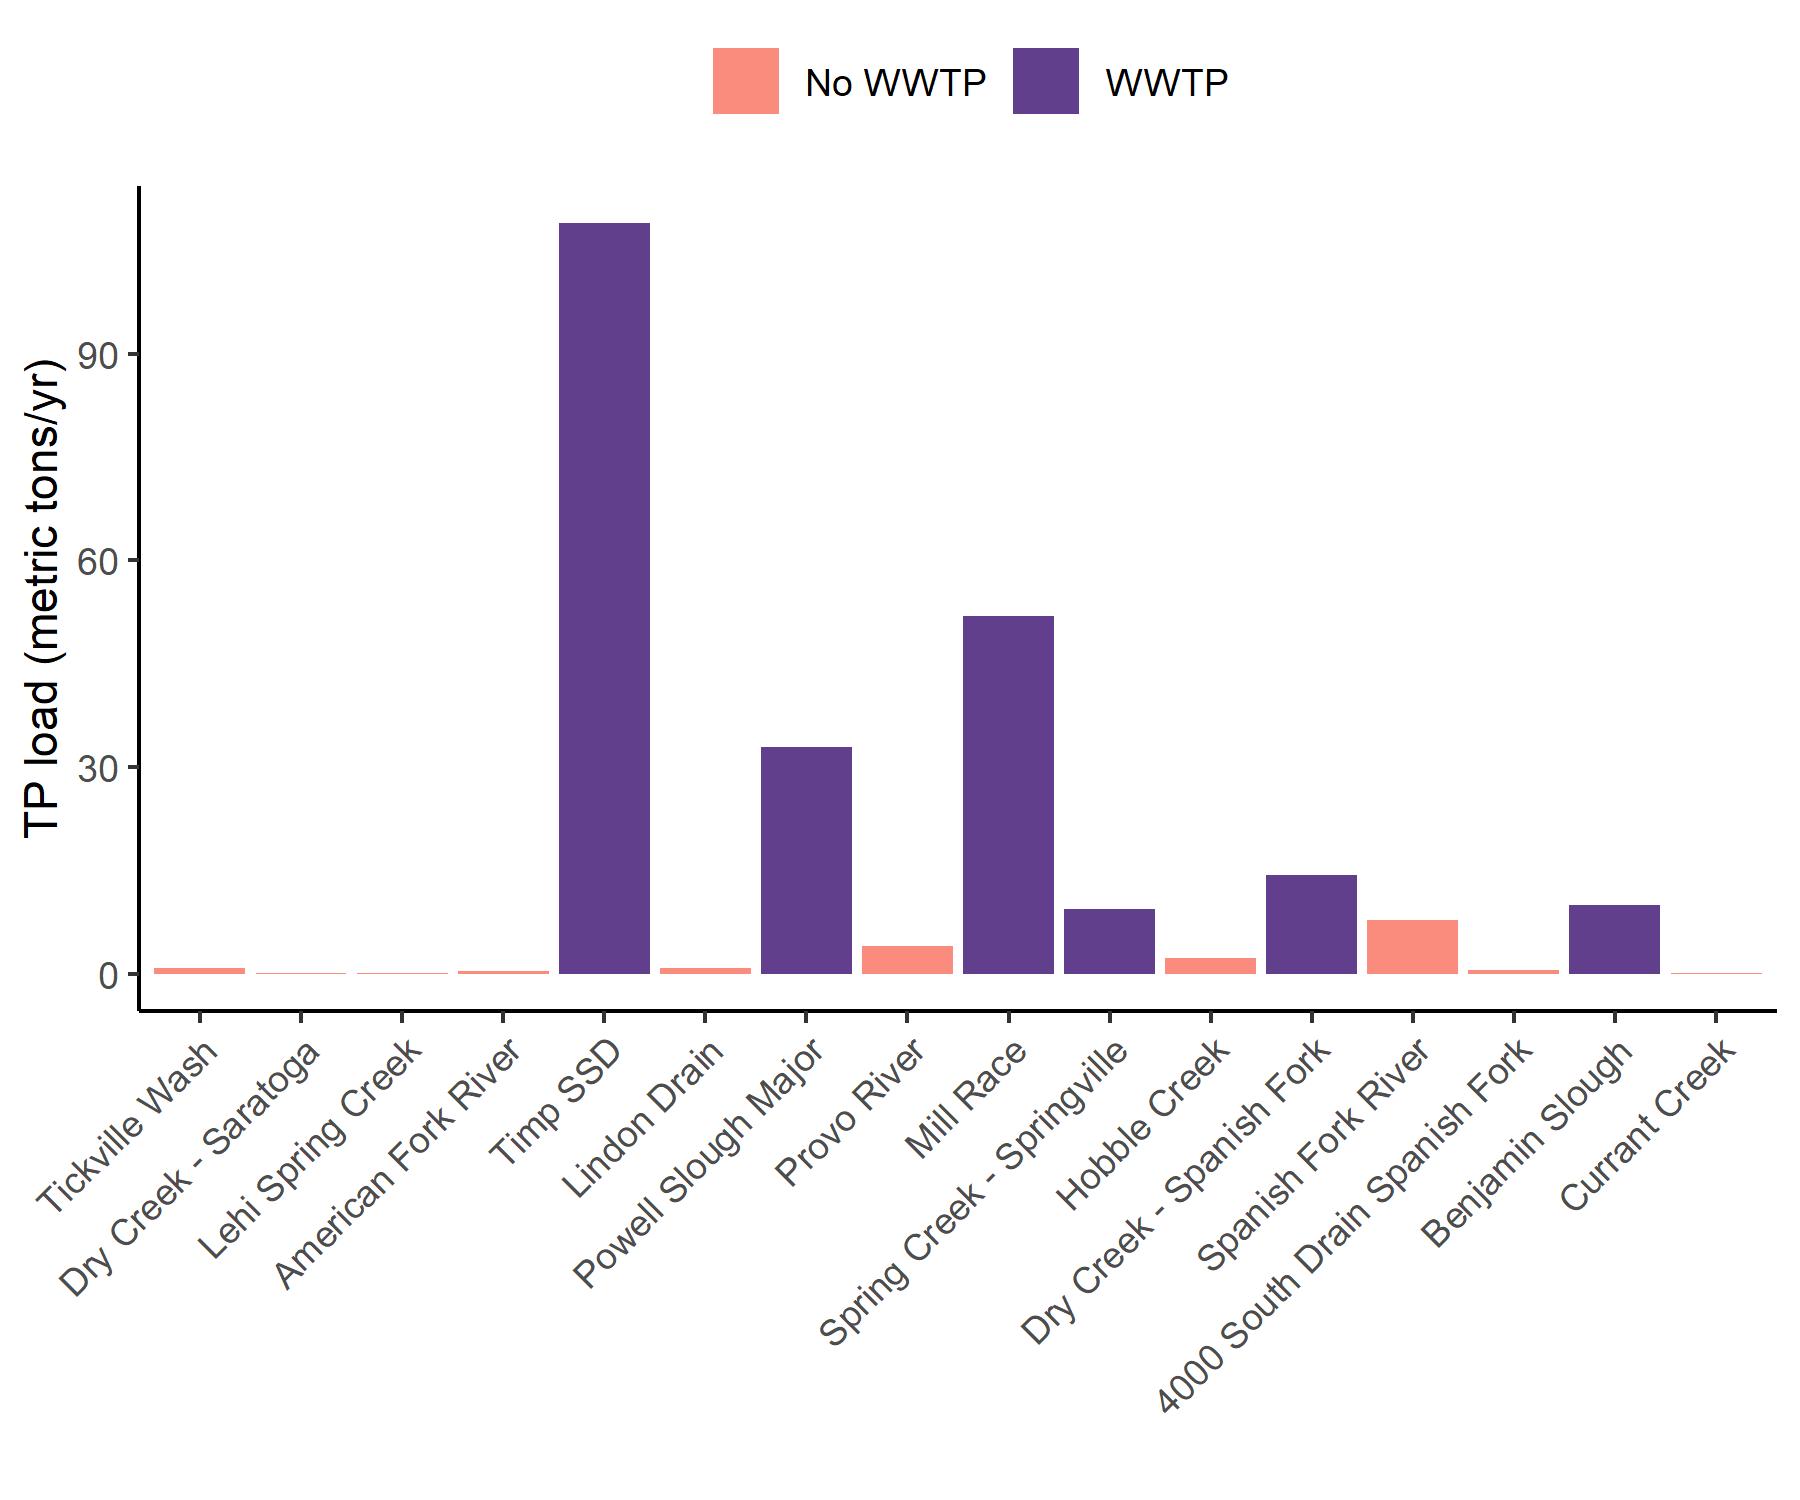 No WWTP
WWTP
TP load (metric tons/yr)
90
60
30
0
Tickville Wash
Dry Creek - Saratoga
Lehi Spring Creek
American Fork River
Timp SSD
Lindon Drain
Powell Slough Major
Provo River
Mill Race
Spring Creek - Springville
Hobble Creek
Dry Creek - Spanish Fork
Spanish Fork River
4000 South Drain Spanish Fork
Benjamin Slough
Currant Creek